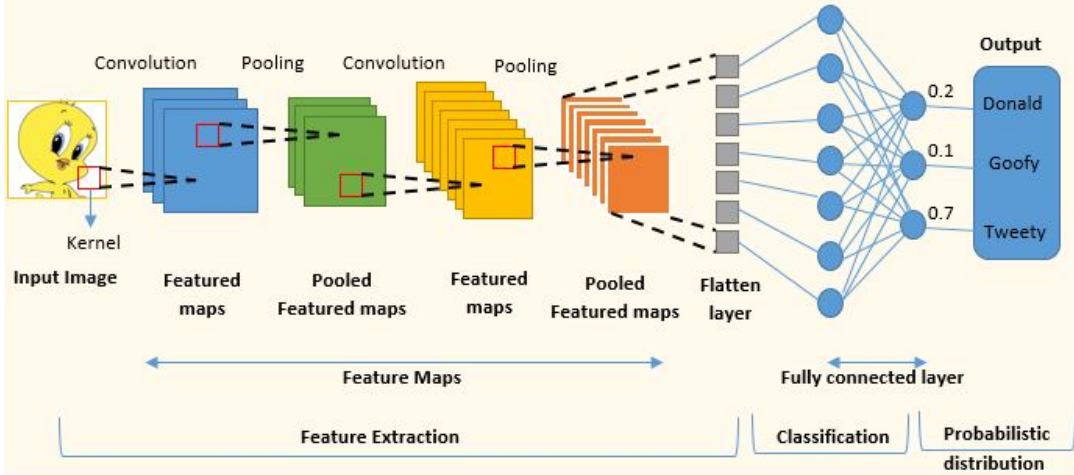 Convolution
Pooling
Convolution
Pooling
Output
0.2
Donald
0.1
Goofy
0.7
Tweety
Kernel
Input Image
Featured
maps
Pooled
Featured maps
Featured
maps
Pooled
Featured maps
Flatten
layer
Feature Maps
Fully connected layer
Feature Extraction
Classification
Probabilistic
distribution